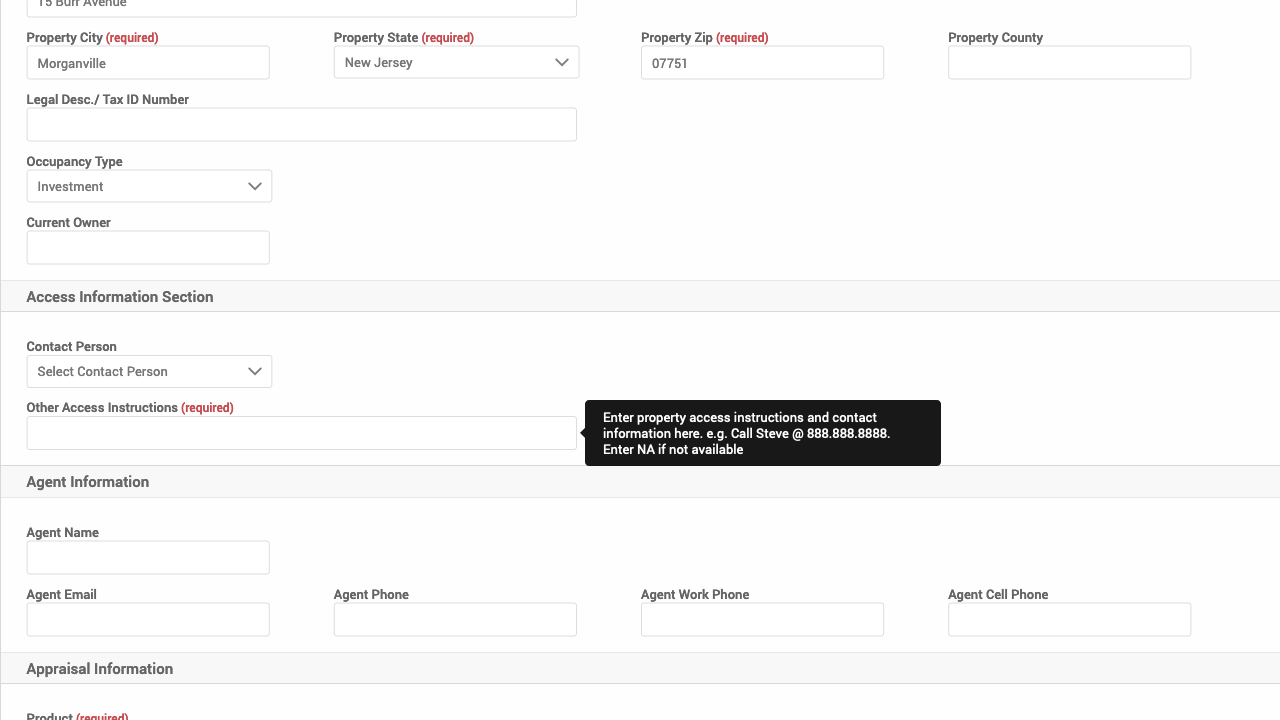 15 Burr Avenue
Property City (required)
Property State (required)
Property Zip (required)
Property County
Morganville
New Jersey
07751
Legal Desc./ Tax ID Number
Occupancy Type
Investment
Current Owner
Access Information Section
Contact Person
Select Contact Person
Other Access Instructions (required)
Enter property access instructions and contact
information here. e.g. Call Steve @ 888.888.8888.
Enter NA if not available
Agent Information
Agent Name
Agent Email
Agent Phone
Agent Work Phone
Agent Cell Phone
Appraisal Information
Product (required)